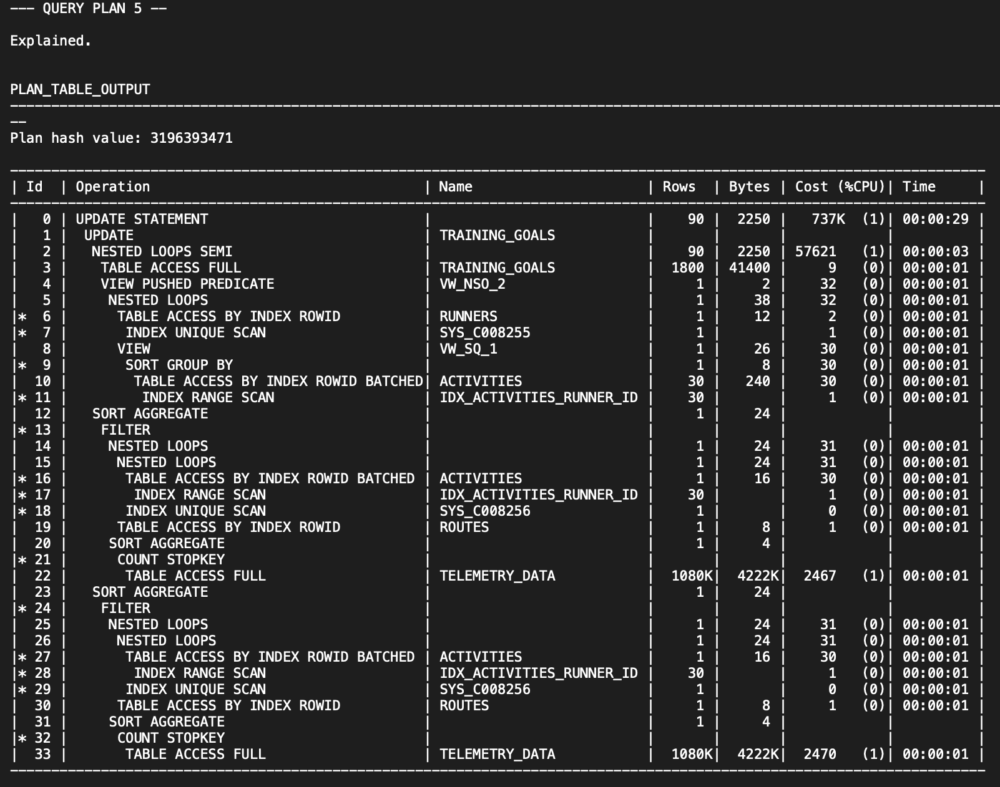 --- QUERY PLAN 5 --
Explained.
PLAN_TABLE_OUTPUT
------------------------------------------------------------------------------------------------------------------------
--
Plan hash value: 3196393471
----------------------------------------------------------------------------------------------------------------------
| Id  | Operation                                 | Name                      | Rows  | Bytes | Cost (%CPU)| Time     |
----------------------------------------------------------------------------------------------------------------------
|   0 | UPDATE STATEMENT                          |                           |    90 |  2250 |   737K  (1)| 00:00:29 |
|   1 |  UPDATE                                   | TRAINING_GOALS            |       |       |            |          |
|   2 |   NESTED LOOPS SEMI                       |                           |    90 |  2250 | 57621   (1)| 00:00:03 |
|   3 |    TABLE ACCESS FULL                      | TRAINING_GOALS            |  1800 | 41400 |     9   (0)| 00:00:01 |
|   4 |    VIEW PUSHED PREDICATE                  | VW_NSO_2                  |     1 |     2 |    32   (0)| 00:00:01 |
|   5 |     NESTED LOOPS                          |                           |     1 |    38 |    32   (0)| 00:00:01 |
|*  6 |      TABLE ACCESS BY INDEX ROWID          | RUNNERS                   |     1 |    12 |     2   (0)| 00:00:01 |
|*  7 |       INDEX UNIQUE SCAN                   | SYS_C008255               |     1 |       |     1   (0)| 00:00:01 |
|   8 |      VIEW                                 | VW_SQ_1                   |     1 |    26 |    30   (0)| 00:00:01 |
|*  9 |       SORT GROUP BY                       |                           |     1 |     8 |    30   (0)| 00:00:01 |
|  10 |        TABLE ACCESS BY INDEX ROWID BATCHED| ACTIVITIES                |    30 |   240 |    30   (0)| 00:00:01 |
|* 11 |         INDEX RANGE SCAN                  | IDX_ACTIVITIES_RUNNER_ID  |    30 |       |     1   (0)| 00:00:01 |
|  12 |   SORT AGGREGATE                          |                           |     1 |    24 |            |          |
|* 13 |    FILTER                                 |                           |       |       |            |          |
|  14 |     NESTED LOOPS                          |                           |     1 |    24 |    31   (0)| 00:00:01 |
|  15 |      NESTED LOOPS                         |                           |     1 |    24 |    31   (0)| 00:00:01 |
|* 16 |       TABLE ACCESS BY INDEX ROWID BATCHED | ACTIVITIES                |     1 |    16 |    30   (0)| 00:00:01 |
|* 17 |        INDEX RANGE SCAN                   | IDX_ACTIVITIES_RUNNER_ID  |    30 |       |     1   (0)| 00:00:01 |
|* 18 |       INDEX UNIQUE SCAN                   | SYS_C008256               |     1 |       |     0   (0)| 00:00:01 |
|  19 |      TABLE ACCESS BY INDEX ROWID          | ROUTES                    |     1 |     8 |     1   (0)| 00:00:01 |
|  20 |     SORT AGGREGATE                        |                           |     1 |     4 |            |          |
|* 21 |      COUNT STOPKEY                        |                           |       |       |            |          |
|  22 |       TABLE ACCESS FULL                   | TELEMETRY_DATA            |  1080K|  4222K|  2467   (1)| 00:00:01 |
|  23 |   SORT AGGREGATE                          |                           |     1 |    24 |            |          |
|* 24 |    FILTER                                 |                           |       |       |            |          |
|  25 |     NESTED LOOPS                          |                           |     1 |    24 |    31   (0)| 00:00:01 |
|  26 |      NESTED LOOPS                         |                           |     1 |    24 |    31   (0)| 00:00:01 |
|* 27 |       TABLE ACCESS BY INDEX ROWID BATCHED | ACTIVITIES                |     1 |    16 |    30   (0)| 00:00:01 |
|* 28 |        INDEX RANGE SCAN                   | IDX_ACTIVITIES_RUNNER_ID  |    30 |       |     1   (0)| 00:00:01 |
|* 29 |       INDEX UNIQUE SCAN                   | SYS_C008256               |     1 |       |     0   (0)| 00:00:01 |
|  30 |      TABLE ACCESS BY INDEX ROWID          | ROUTES                    |     1 |     8 |     1   (0)| 00:00:01 |
|  31 |     SORT AGGREGATE                        |                           |     1 |     4 |            |          |
|* 32 |      COUNT STOPKEY                        |                           |       |       |            |          |
|  33 |       TABLE ACCESS FULL                   | TELEMETRY_DATA            |  1080K|  4222K|  2470   (1)| 00:00:01 |
----------------------------------------------------------------------------------------------------------------------